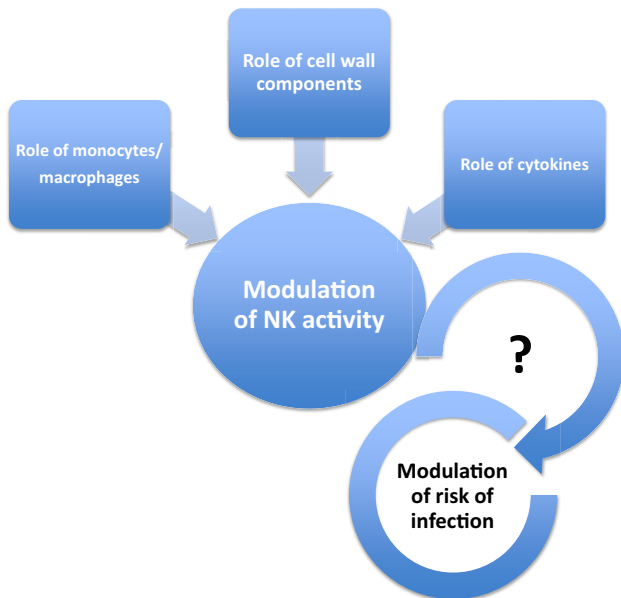 Role of cell wall
components
Role of monocytes/
macrophages
Role of cytokines
Modulation
of NK activity
?
Modulation
of risk of
infection